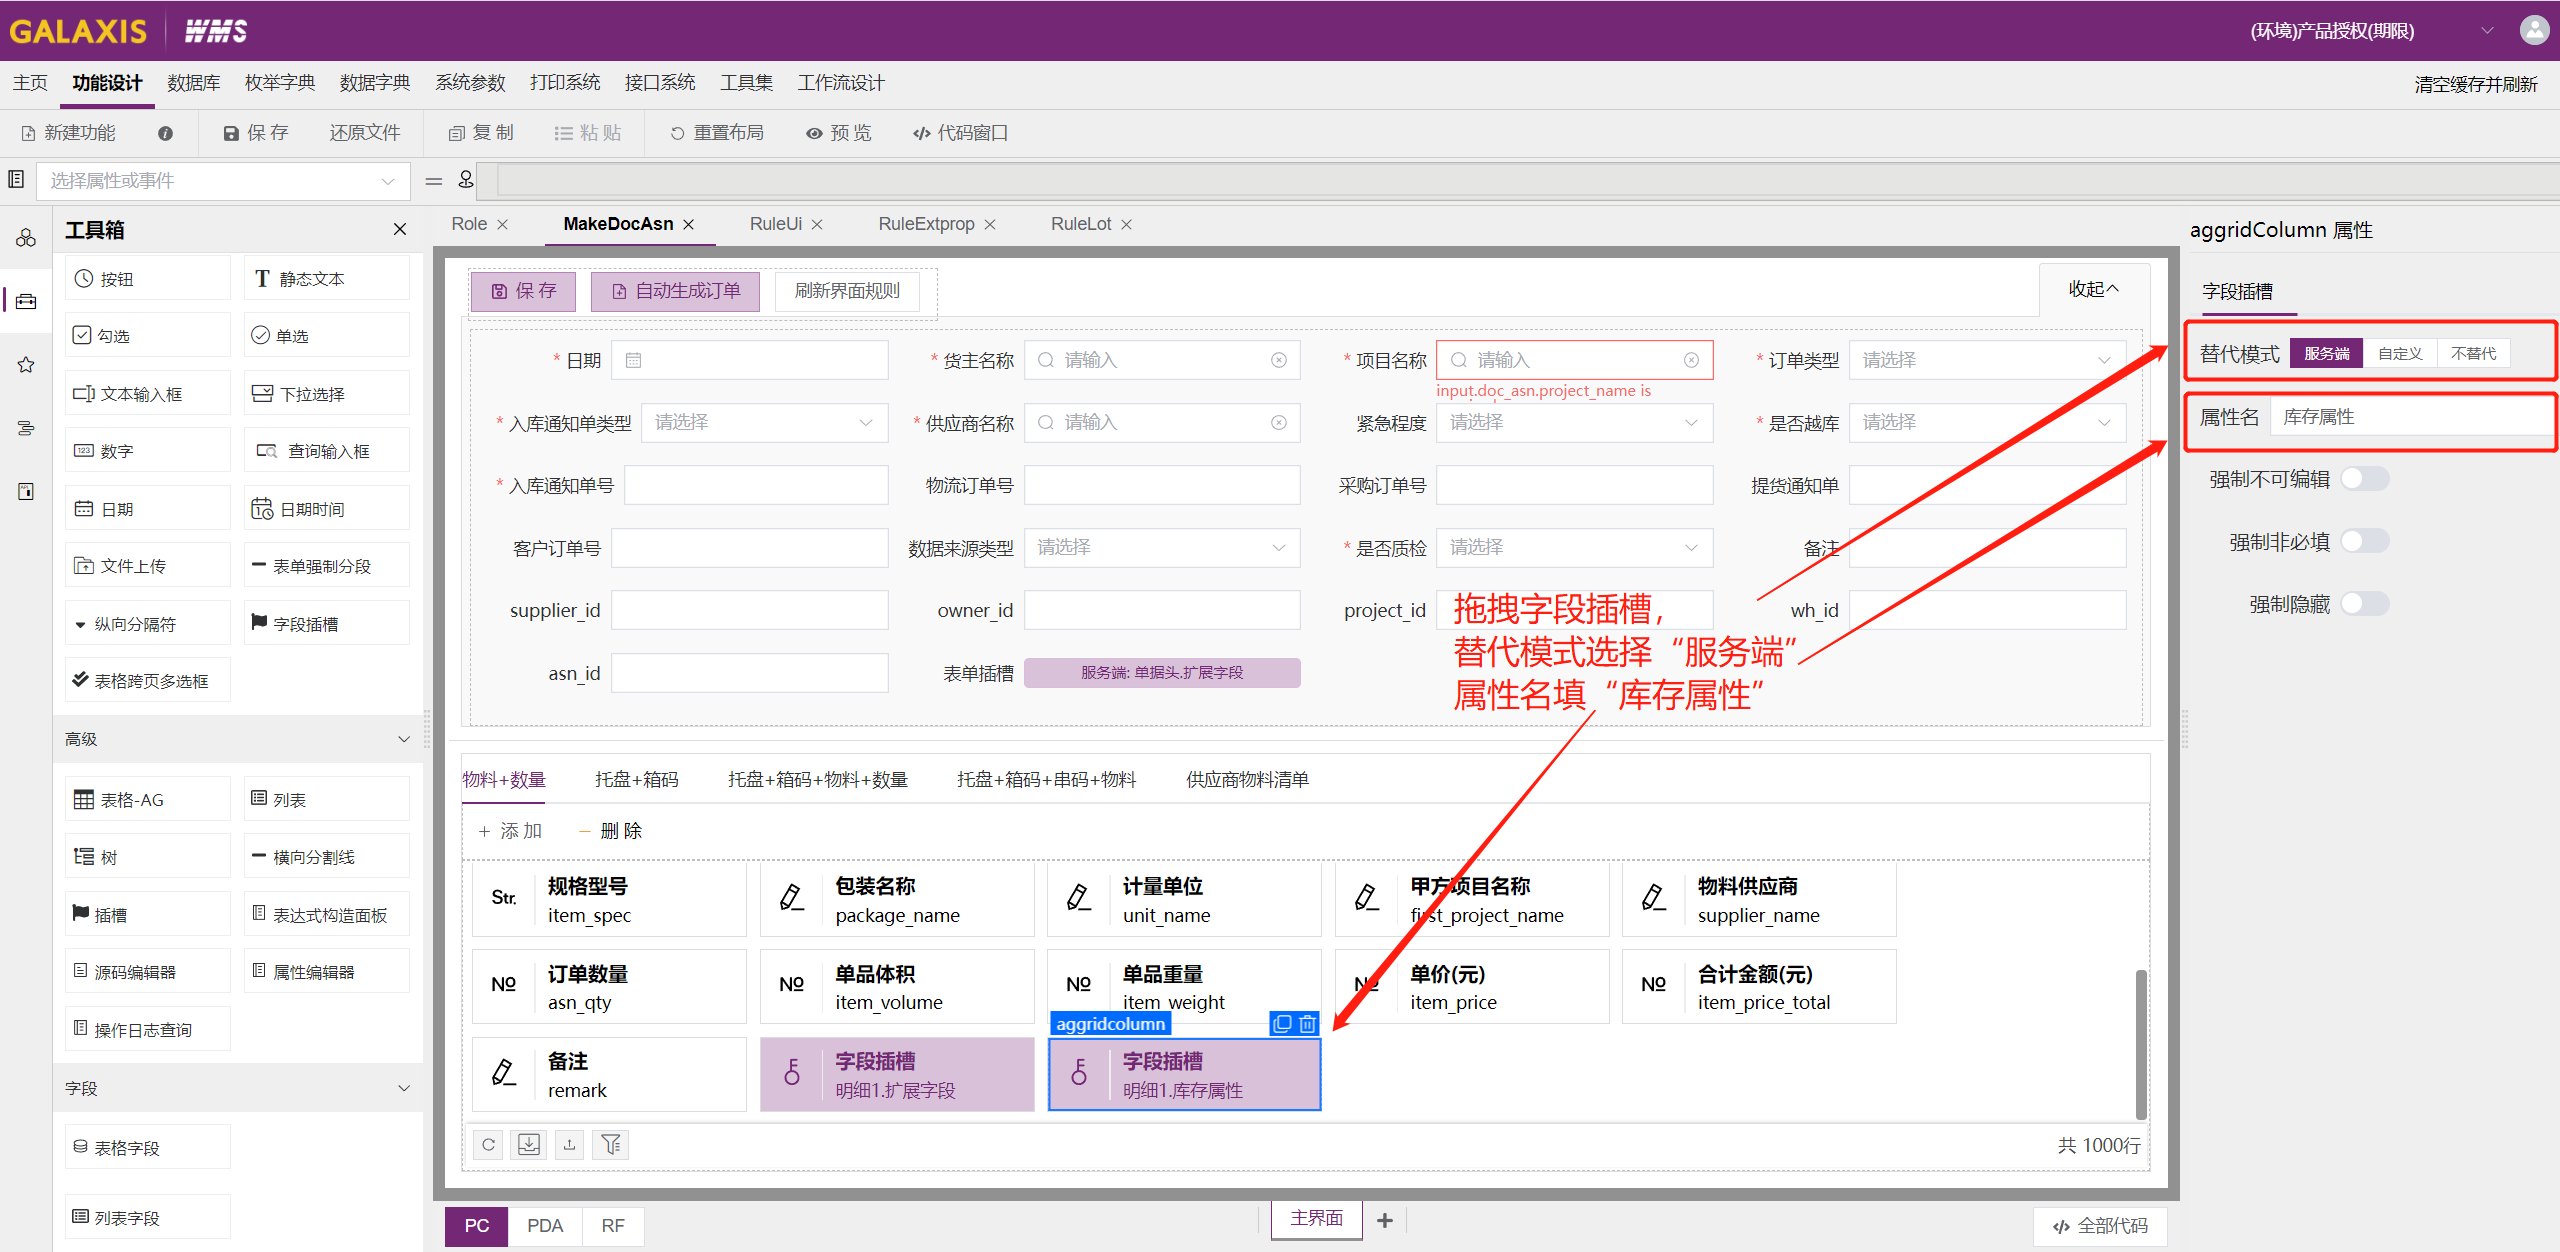 GALAXIS WMS (环境)产品授权(期限)
主页 功能设计 数据库 枚举字典 数据字典 系统参数 打印系统 接口系统 工具集 工作流设计 清空缓存并刷新
新建功能 保 存 还原文件 复 制 粘 贴 重置布局 预 览 代码窗口
选择属性或事件
工具箱
按钮 静态文本
勾选 单选
文本输入框 下拉选择
数字 查询输入框
日期 日期时间
文件上传 表单强制分段
纵向分隔符 字段插槽
表格跨页多选框
高级
表格-AG 列表
树 横向分割线
插槽 表达式构造面板
源码编辑器 属性编辑器
操作日志查询
字段
表格字段
列表字段
Role MakeDocAsn RuleUi RuleExtprop RuleLot
保 存 自动生成订单 刷新界面规则 收起
* 日期 * 货主名称 请输入 * 项目名称 请输入 * 订单类型 请选择
input.doc_asn.project_name is
* 入库通知单类型 请选择 * 供应商名称 请输入 紧急程度 请选择 * 是否越库 请选择
* 入库通知单号 物流订单号 采购订单号 提货通知单
客户订单号 数据来源类型 请选择 * 是否质检 请选择 备注
supplier_id owner_id project_id wh_id
asn_id 表单插槽 服务端: 单据头.扩展字段
拖拽字段插槽，
替代模式选择“服务端”
属性名填“库存属性”
物料+数量 托盘+箱码 托盘+箱码+物料+数量 托盘+箱码+串码+物料 供应商物料清单
+ 添 加 − 删 除
Str. 规格型号 包装名称 计量单位 甲方项目名称 物料供应商
item_spec package_name unit_name first_project_name supplier_name
№ 订单数量 № 单品体积 № 单品重量 № 单价(元) № 合计金额(元)
asn_qty item_volume item_weight item_price item_price_total
aggridcolumn
备注 字段插槽 字段插槽
remark 明细1.扩展字段 明细1.库存属性
共 1000行
PC PDA RF 主界面 + 全部代码
aggridColumn 属性
字段插槽
替代模式 服务端 自定义 不替代
属性名 库存属性
强制不可编辑
强制非必填
强制隐藏